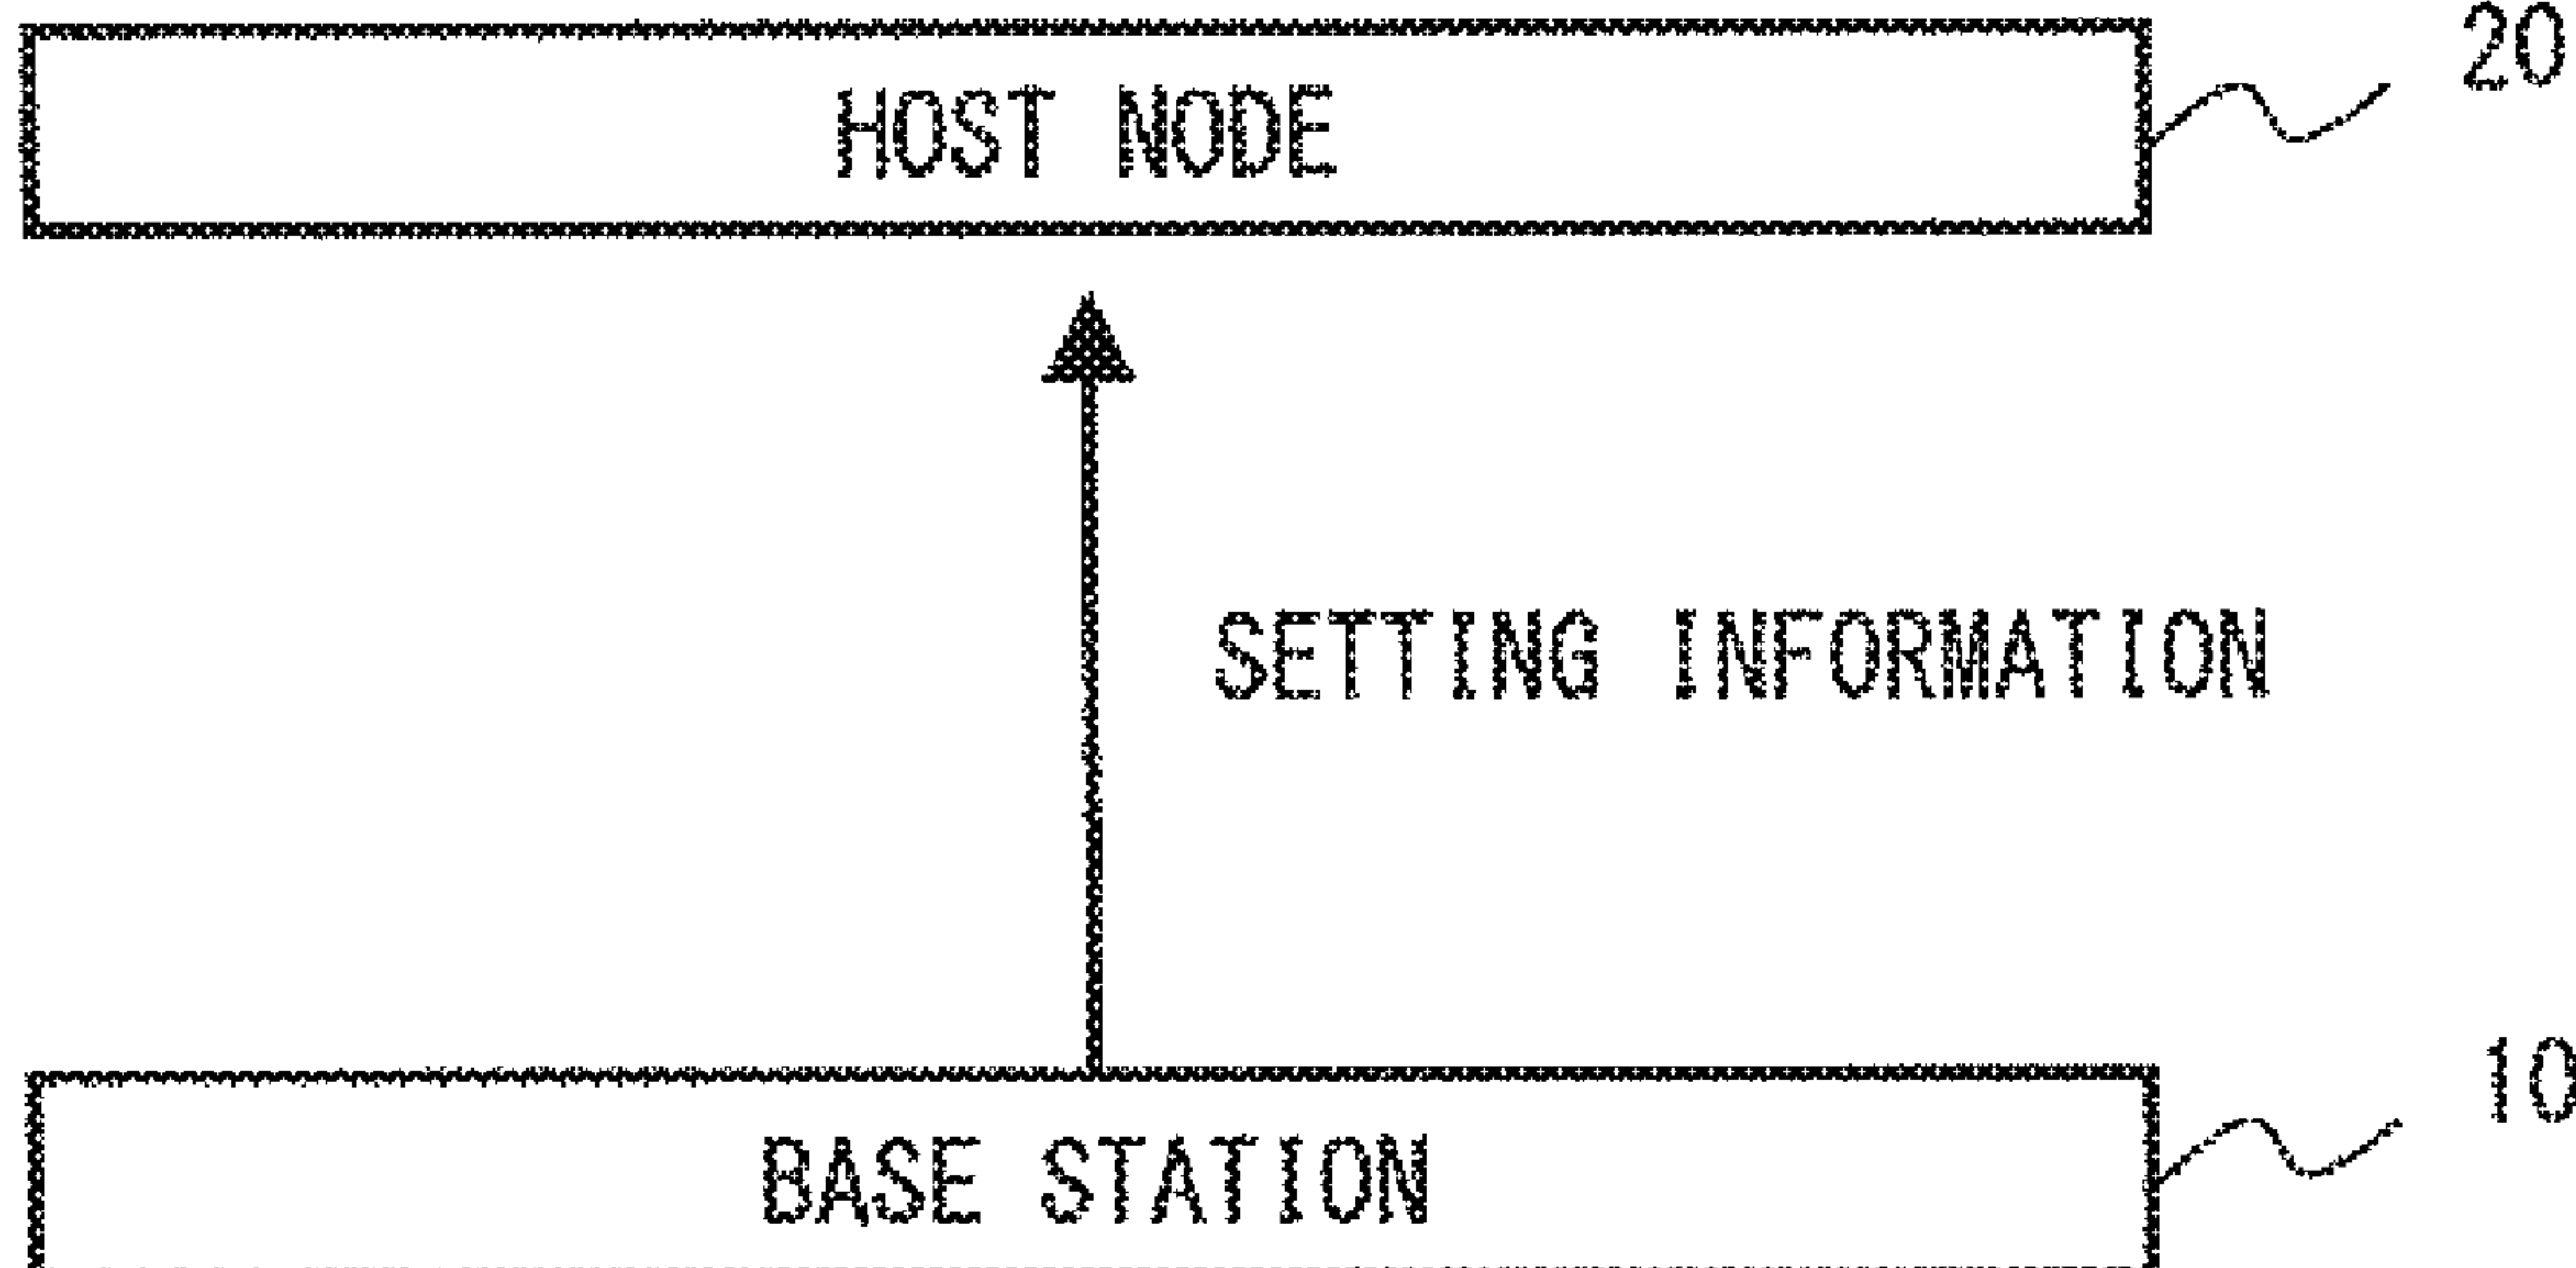 20
HOST NODE
SETTING INFORMATION
10
BASE STATION